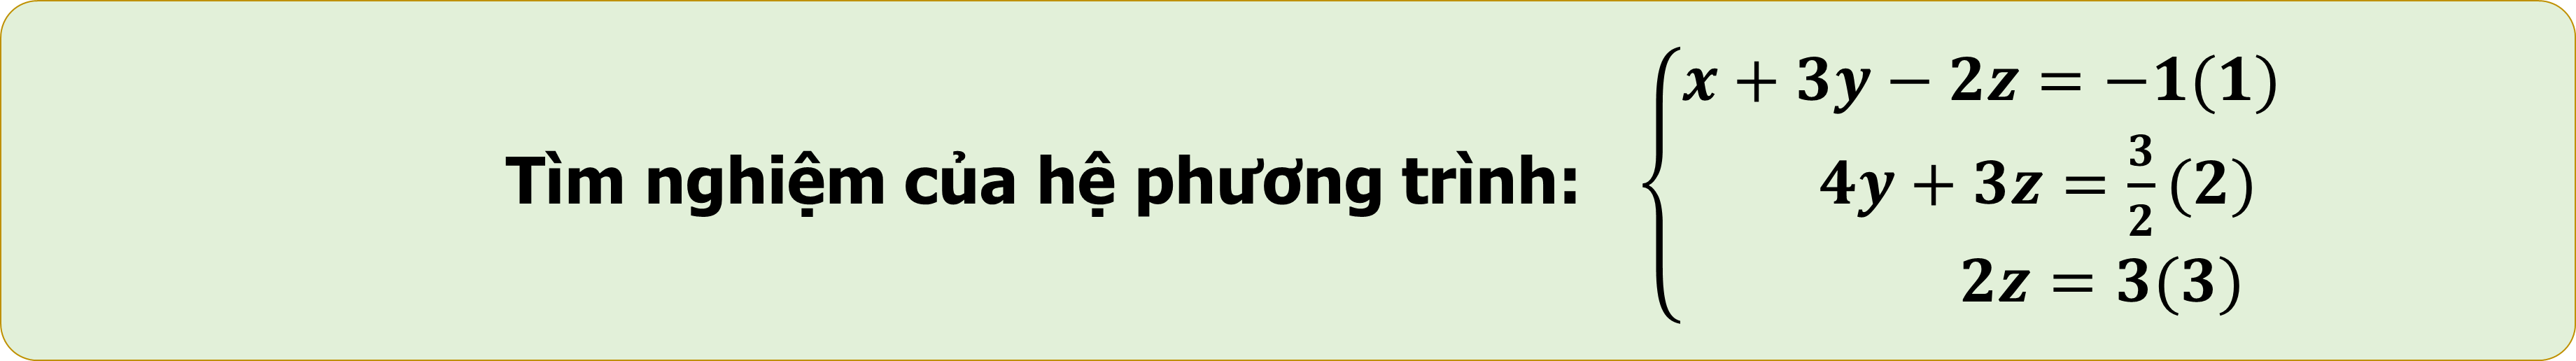 Tìm nghiệm của hệ phương trình:
x + 3y − 2z = −1(1)
4y + 3z = 3/2 (2)
2z = 3(3)